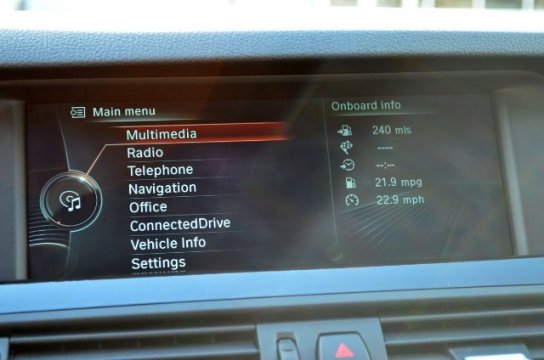 Main menu
Multimedia
Radio
Telephone
Navigation
Office
ConnectedDrive
Vehicle Info
Settings
Onboard info
240 mls
----
--:--
21.9 mpg
22.9 mph